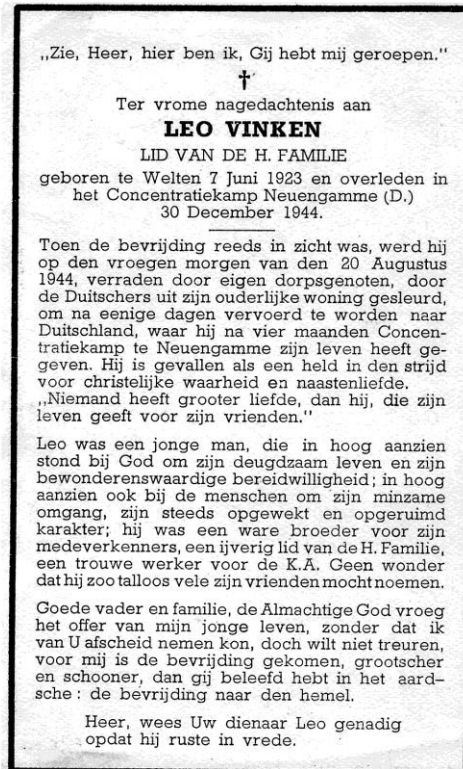 „Zie, Heer, hier ben ik, Gij hebt mij geroepen."
†
Ter vrome nagedachtenis aan
LEO VINKEN
LID VAN DE H. FAMILIE
geboren te Welten 7 Juni 1923 en overleden in
het Concentratiekamp Neuengamme (D.)
30 December 1944.
Toen de bevrijding reeds in zicht was, werd hij
op den vroegen morgen van den 20 Augustus
1944, verraden door eigen dorpsgenoten, door
de Duitschers uit zijn ouderlijke woning gesleurd,
om na eenige dagen vervoerd te worden naar
Duitschland, waar hij na vier maanden Concen-
tratiekamp te Neuengamme zijn leven heeft ge-
geven. Hij is gevallen als een held in den strijd
voor christelijke waarheid en naastenliefde.
„Niemand heeft grooter liefde, dan hij, die zijn
leven geeft voor zijn vrienden."
Leo was een jonge man, die in hoog aanzien
stond bij God om zijn deugdzaam leven en zijn
bewonderenswaardige bereidwilligheid; in hoog
aanzien ook bij de menschen om zijn minzame
omgang, zijn steeds opgewekt en opgeruimd
karakter; hij was een ware broeder voor zijn
medeverkenners, een ijverig lid van de H. Familie,
een trouwe werker voor de K.A. Geen wonder
dat hij zoo talloos vele zijn vrienden mocht noemen.
Goede vader en familie, de Almachtige God vroeg
het offer van mijn jonge leven, zonder dat ik
van U afscheid nemen kon, doch wilt niet treuren,
voor mij is de bevrijding gekomen, grootscher
en schooner, dan gij beleefd hebt in het aard-
sche : de bevrijding naar den hemel.
Heer, wees Uw dienaar Leo genadig
opdat hij ruste in vrede.